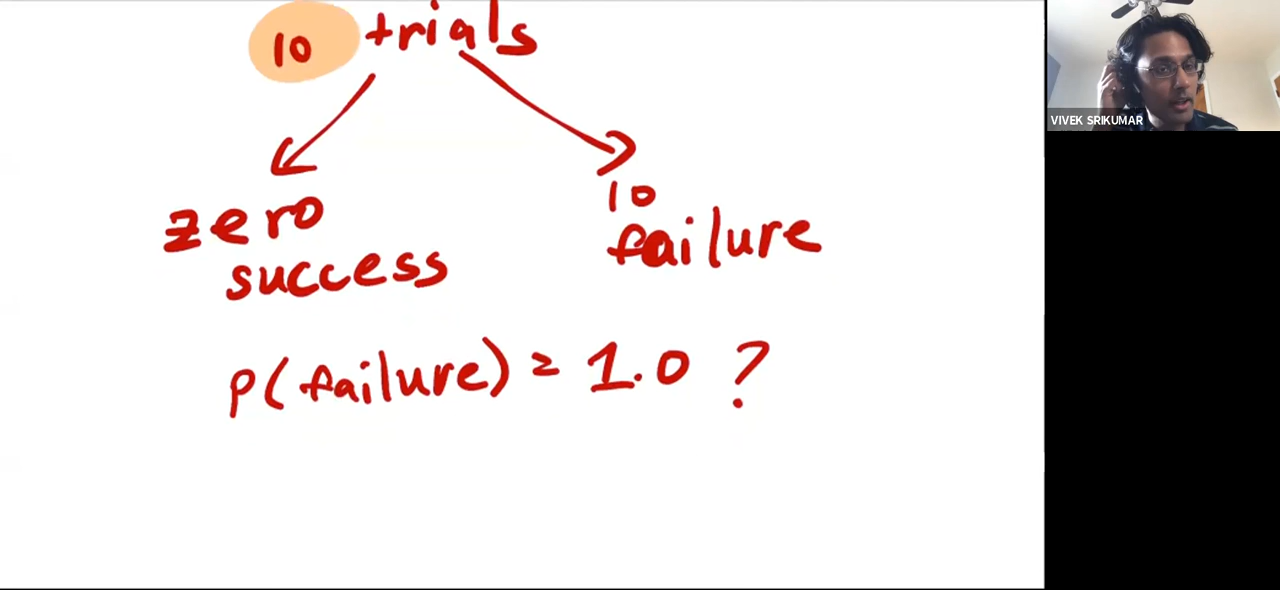 10 trials
VIVEK SRIKUMAR
zero
success
10
failure
P(failure) = 1.0 ?